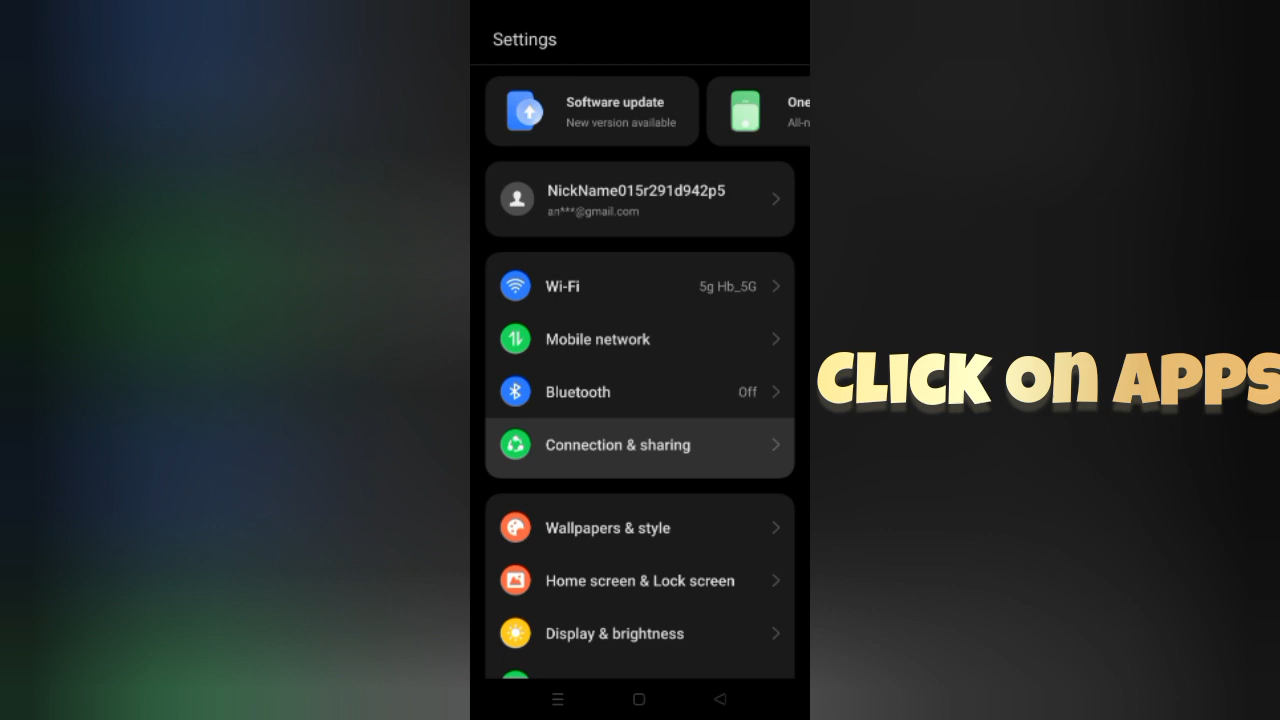 Settings
Software update
New version available
One
All-n
NickName015r291d942p5
an***@gmail.com
Wi-Fi 5g Hb_5G
Mobile network
Bluetooth Off
Connection & sharing
CLICK On APPS
Wallpapers & style
Home screen & Lock screen
Display & brightness